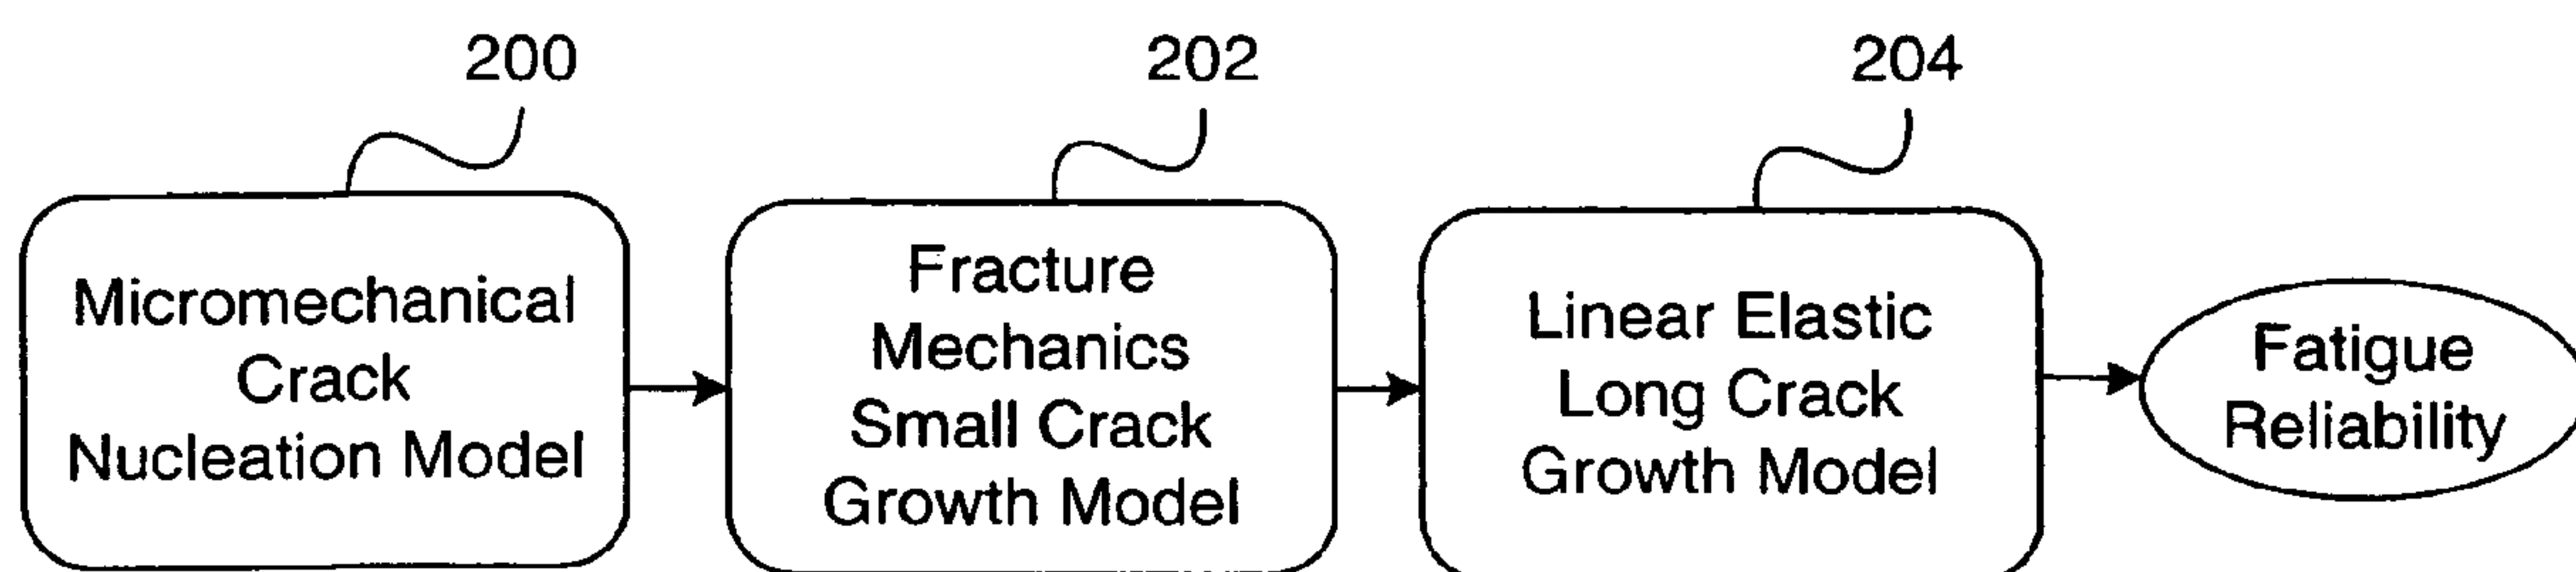 200
202
204
Micromechanical
Crack
Nucleation Model
Fracture
Mechanics
Small Crack
Growth Model
Linear Elastic
Long Crack
Growth Model
Fatigue
Reliability